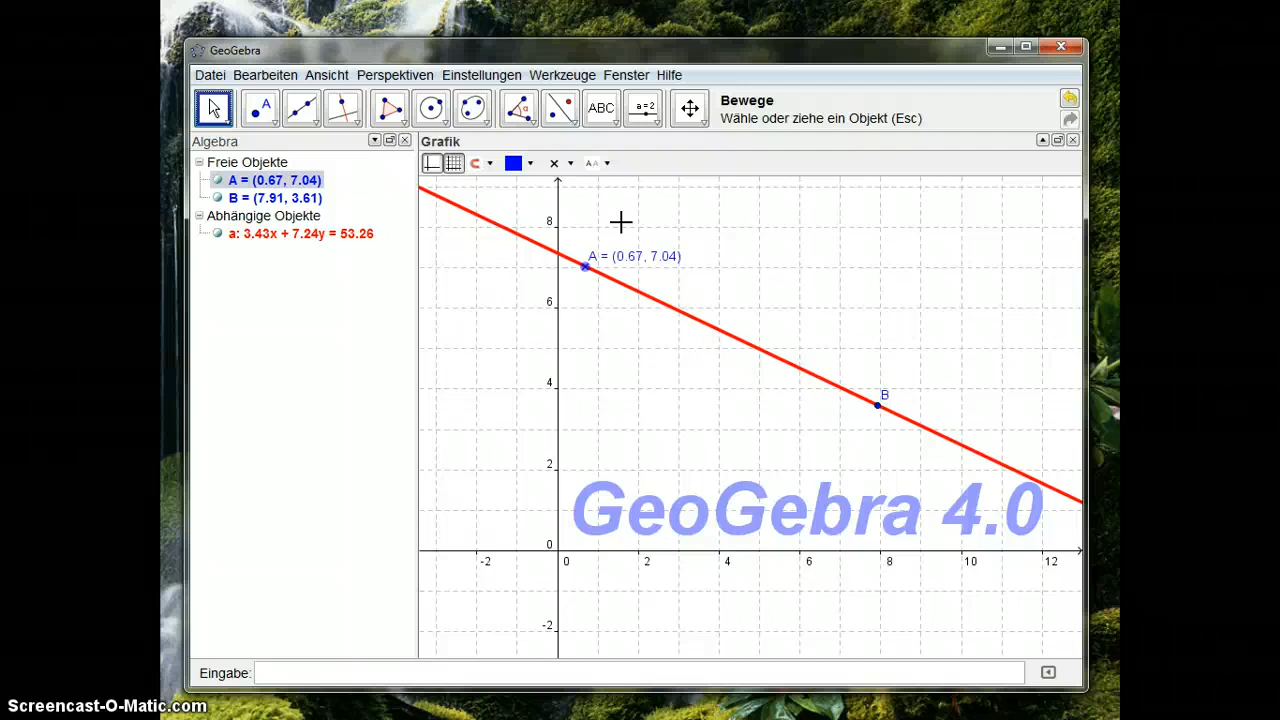 GeoGebra
Datei Bearbeiten Ansicht Perspektiven Einstellungen Werkzeuge Fenster Hilfe
A
α
ABC
a = 2
Bewege
Wähle oder ziehe ein Objekt (Esc)
Algebra
Grafik
Freie Objekte
A = (0.67, 7.04)
B = (7.91, 3.61)
Abhängige Objekte
a: 3.43x + 7.24y = 53.26
AA
8
A = (0.67, 7.04)
6
4
B
2
GeoGebra 4.0
0
-2 0 2 4 6 8 10 12
-2
Eingabe:
Screencast-O-Matic.com